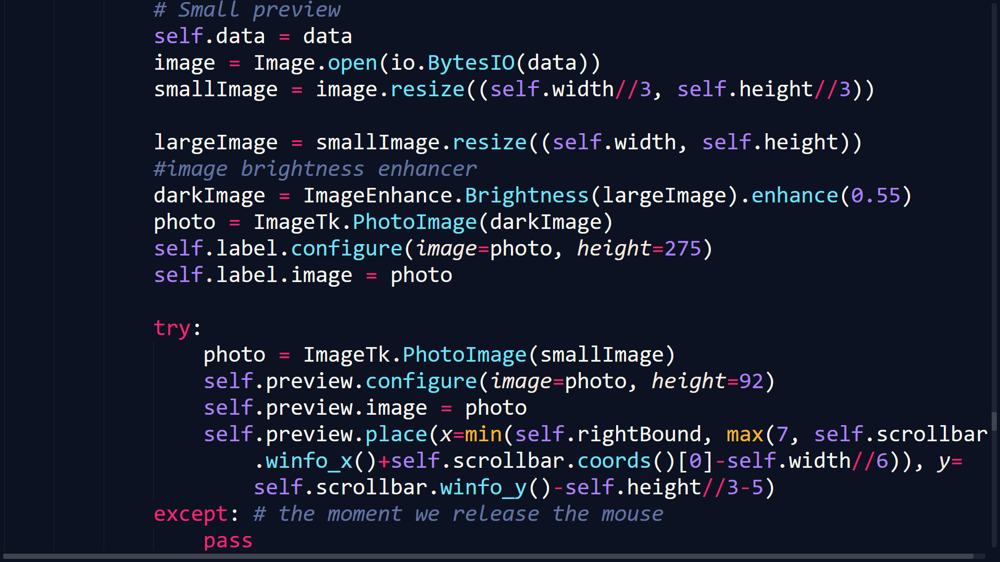 # Small preview
self.data = data
image = Image.open(io.BytesIO(data))
smallImage = image.resize((self.width//3, self.height//3))
largeImage = smallImage.resize((self.width, self.height))
#image brightness enhancer
darkImage = ImageEnhance.Brightness(largeImage).enhance(0.55)
photo = ImageTk.PhotoImage(darkImage)
self.label.configure(image=photo, height=275)
self.label.image = photo
try:
photo = ImageTk.PhotoImage(smallImage)
self.preview.configure(image=photo, height=92)
self.preview.image = photo
self.preview.place(x=min(self.rightBound, max(7, self.scrollbar
.winfo_x()+self.scrollbar.coords()[0]-self.width//6)), y=
self.scrollbar.winfo_y()-self.height//3-5)
except: # the moment we release the mouse
pass